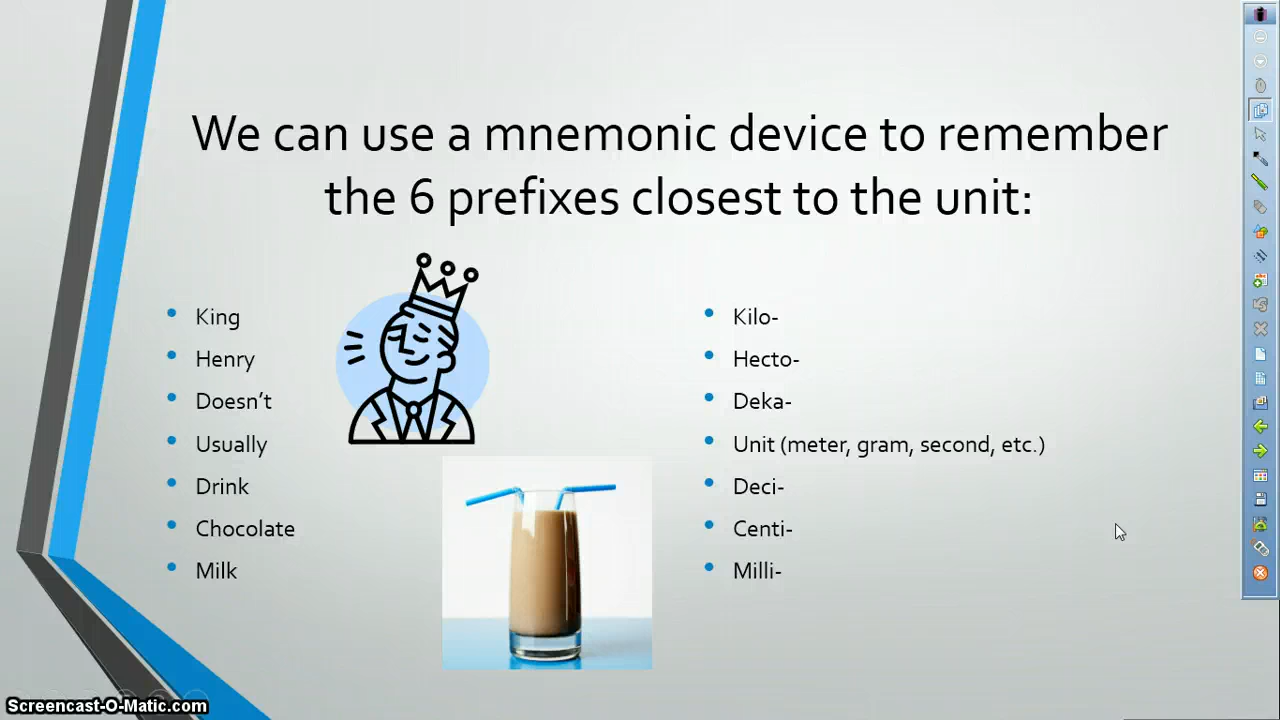 We can use a mnemonic device to remember
the 6 prefixes closest to the unit:
King
Henry
Doesn't
Usually
Drink
Chocolate
Milk
Kilo-
Hecto-
Deka-
Unit (meter, gram, second, etc.)
Deci-
Centi-
Milli-
Screencast-O-Matic.com